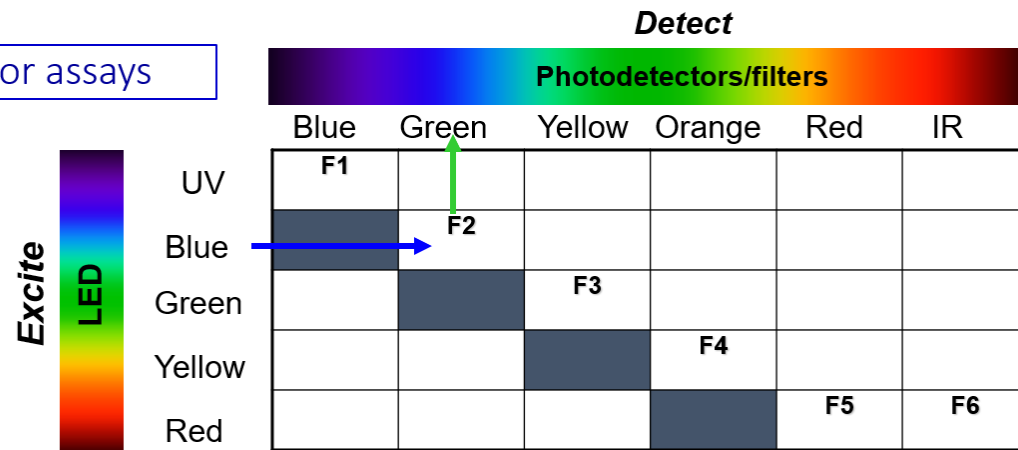 Detect
or assays
Photodetectors/filters
Blue Green Yellow Orange Red IR
Excite
LED
UV F1
Blue F2
Green F3
Yellow F4
Red F5 F6